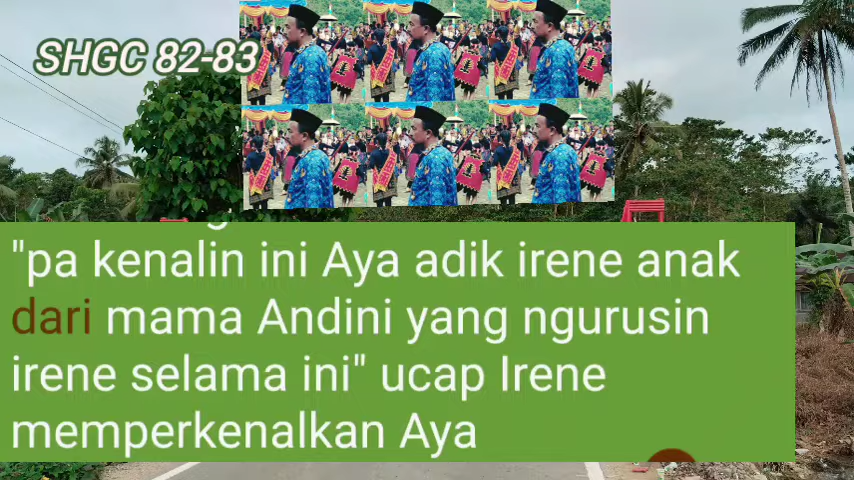 SHGC 82-83
"pa kenalin ini Aya adik irene anak
dari mama Andini yang ngurusin
irene selama ini" ucap Irene
memperkenalkan Aya